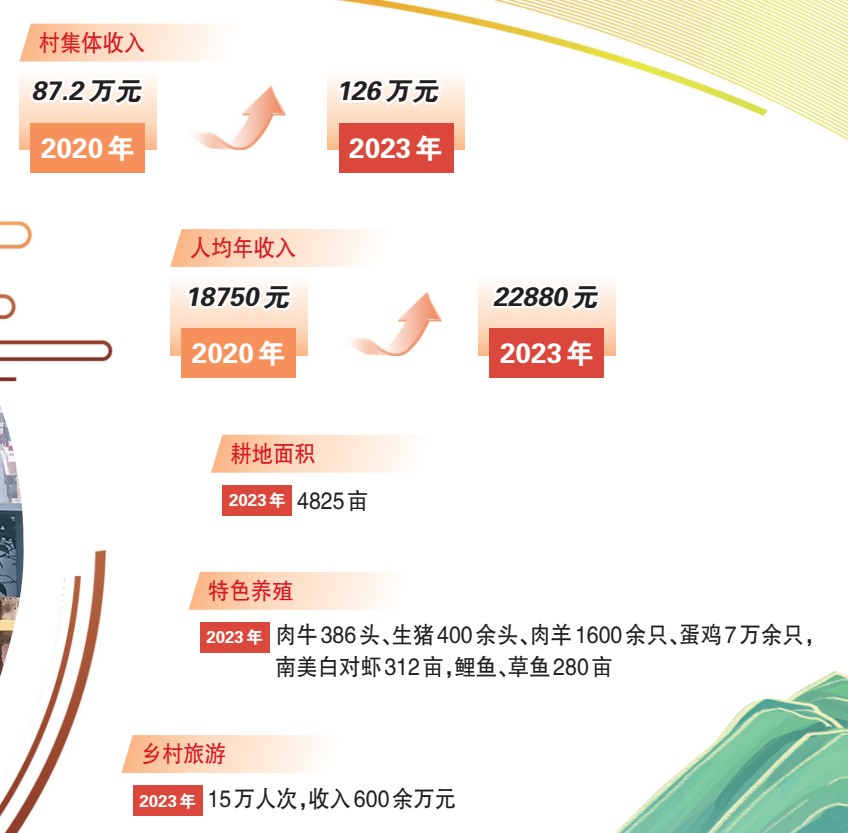 村集体收入
87.2万元
126万元
2020年
2023年
人均年收入
18750元
22880元
2020年
2023年
耕地面积
2023年 4825亩
特色养殖
2023年 肉牛386头、生猪400余头、肉羊1600余只、蛋鸡7万余只,
南美白对虾312亩,鲤鱼、草鱼280亩
乡村旅游
2023年 15万人次,收入600余万元